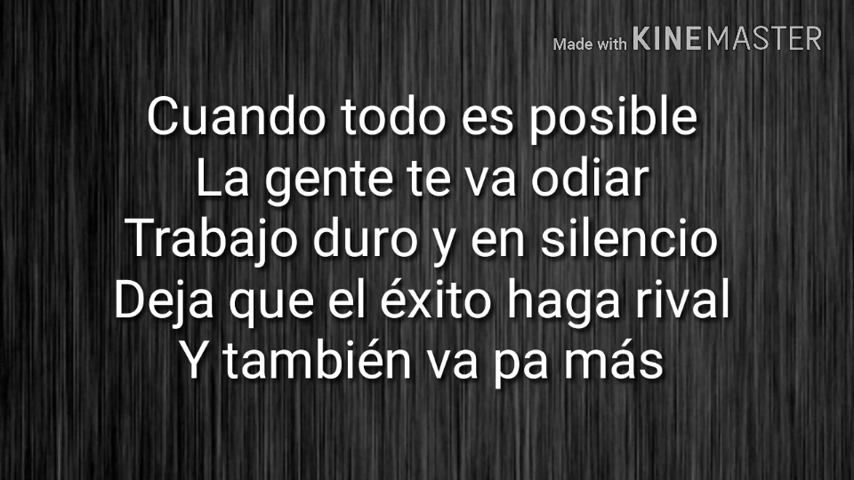 Made with KINEMASTER
Cuando todo es posible
La gente te va odiar
Trabajo duro y en silencio
Deja que el éxito haga rival
Y también va pa más